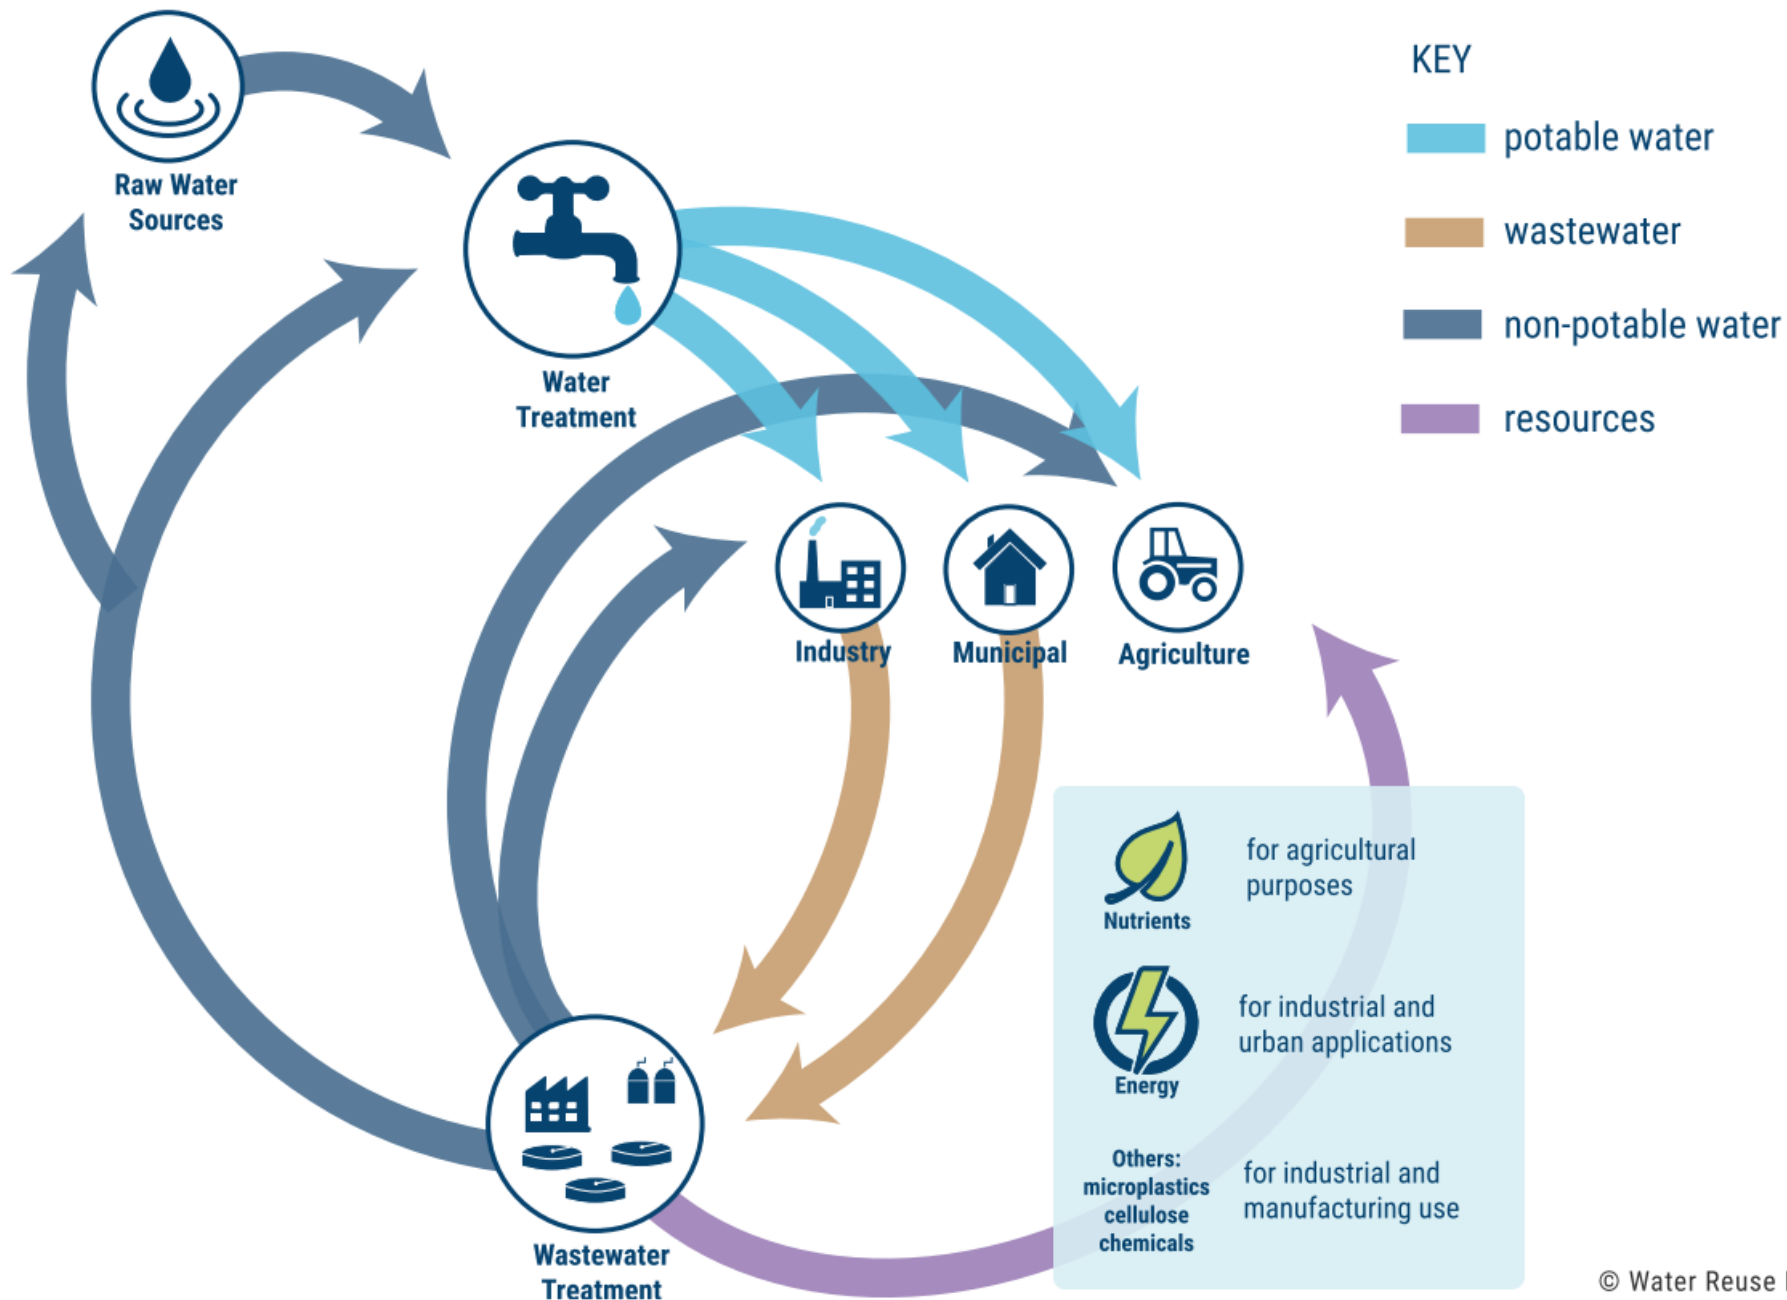 Raw Water
Sources
Water
Treatment
KEY
potable water
wastewater
non-potable water
resources
Industry
Municipal
Agriculture
Nutrients
for agricultural
purposes
Energy
for industrial and
urban applications
Others:
microplastics
cellulose
chemicals
for industrial and
manufacturing use
Wastewater
Treatment
© Water Reuse